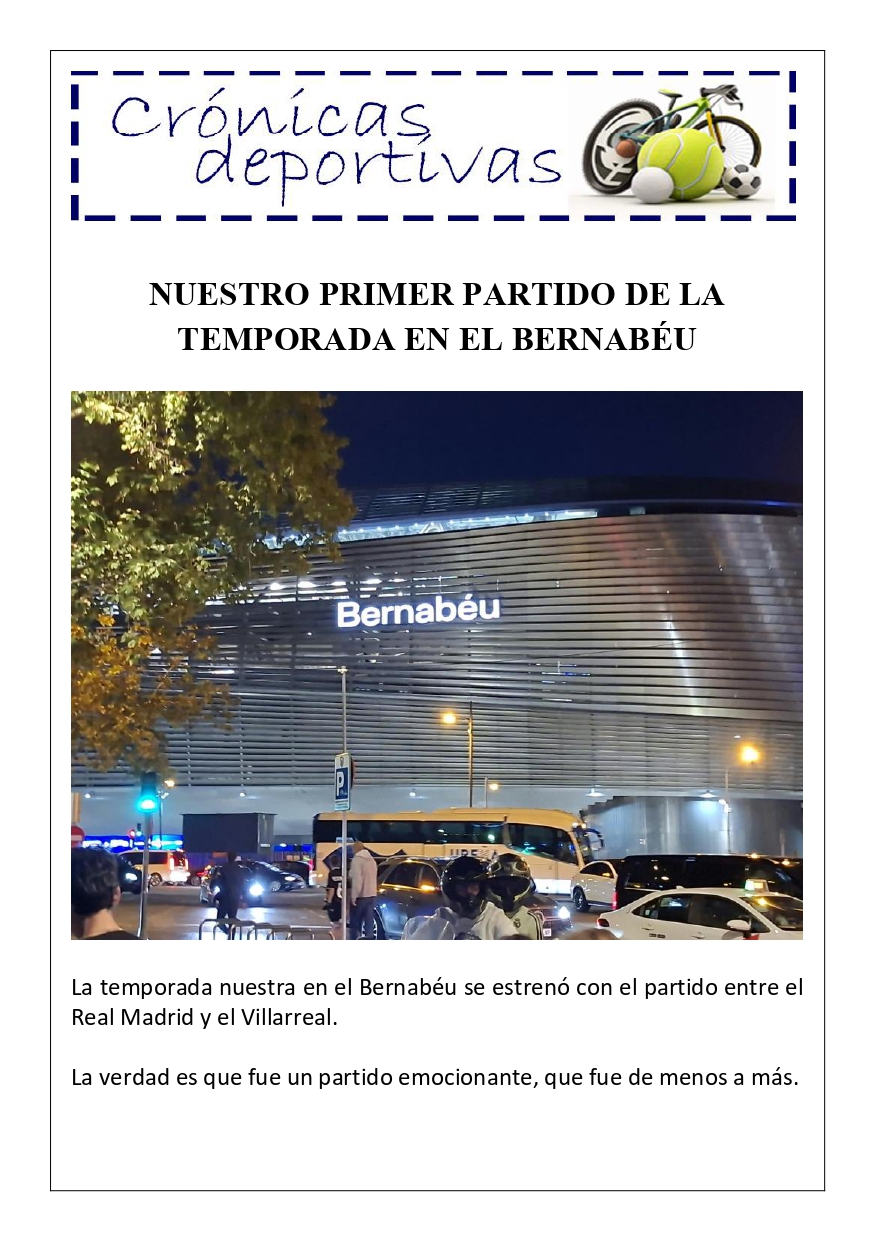 Crónicas
deportivas
NUESTRO PRIMER PARTIDO DE LA
TEMPORADA EN EL BERNABÉU
Bernabéu
P
La temporada nuestra en el Bernabéu se estrenó con el partido entre el
Real Madrid y el Villarreal.
La verdad es que fue un partido emocionante, que fue de menos a más.